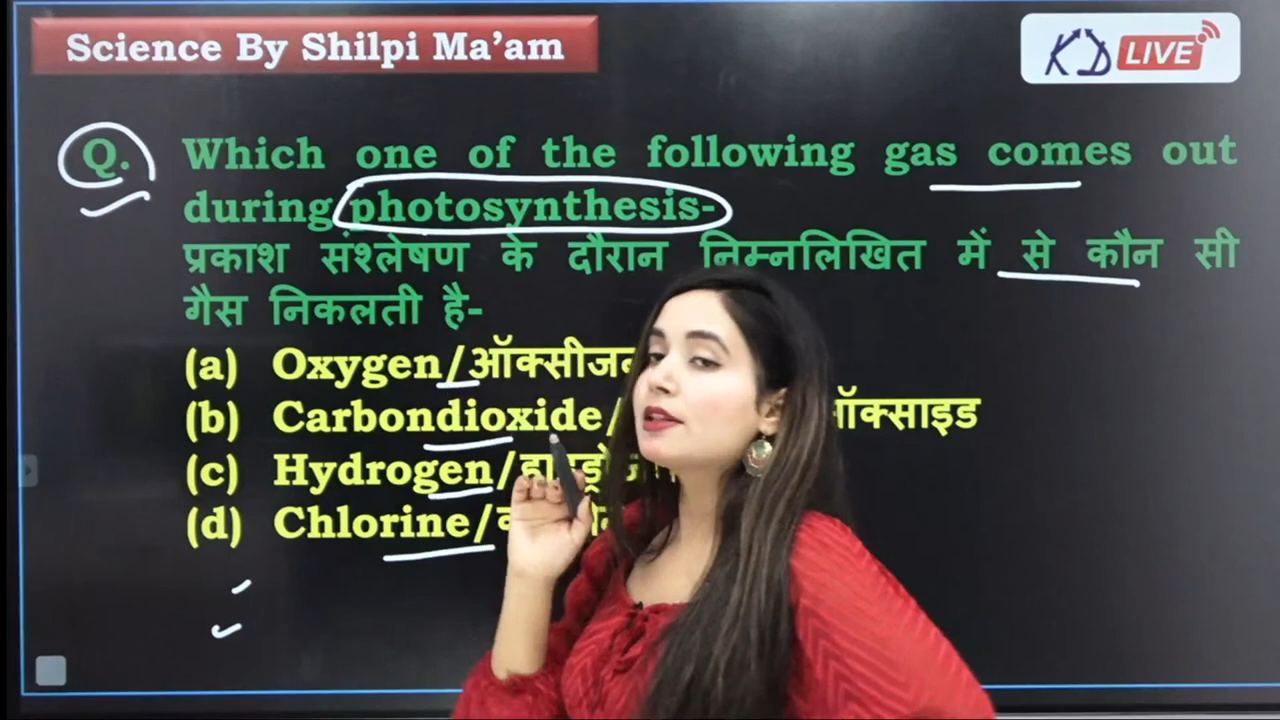 Science By Shilpi Ma’am
KD LIVE
Q. Which one of the following gas comes out
during photosynthesis-
प्रकाश संश्लेषण के दौरान निम्नलिखित में से कौन सी
गैस निकलती है-
(a) Oxygen/ऑक्सीजन
(b) Carbondioxide/ ऑक्साइड
(c) Hydrogen/
(d) Chlorine/